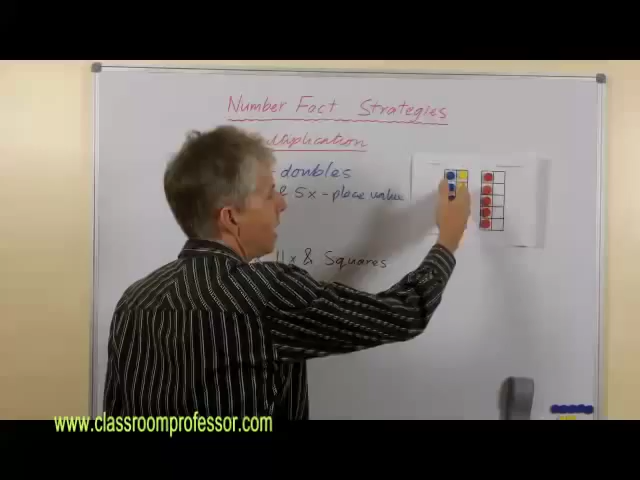 Number Fact Strategies
doubles
& 5x - place value
11x & Squares
www.classroomprofessor.com